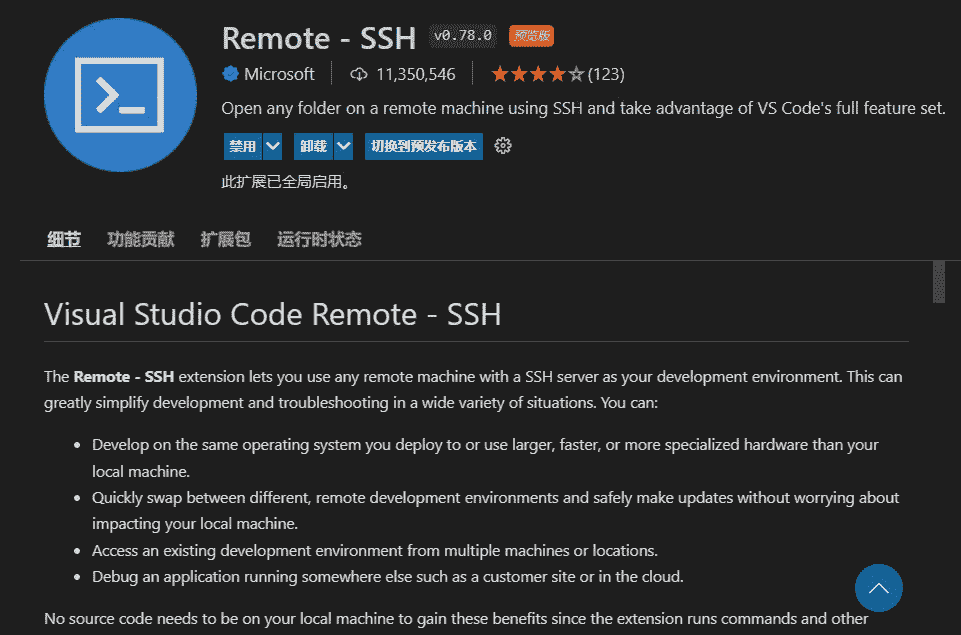 Remote - SSH v0.78.0 预览版
Microsoft 11,350,546 (123)
Open any folder on a remote machine using SSH and take advantage of VS Code's full feature set.
禁用 卸载 切换到预发布版本
此扩展已全局启用。
细节 功能贡献 扩展包 运行时状态
Visual Studio Code Remote - SSH
The Remote - SSH extension lets you use any remote machine with a SSH server as your development environment. This can
greatly simplify development and troubleshooting in a wide variety of situations. You can:
• Develop on the same operating system you deploy to or use larger, faster, or more specialized hardware than your
local machine.
• Quickly swap between different, remote development environments and safely make updates without worrying about
impacting your local machine.
• Access an existing development environment from multiple machines or locations.
• Debug an application running somewhere else such as a customer site or in the cloud.
No source code needs to be on your local machine to gain these benefits since the extension runs commands and other